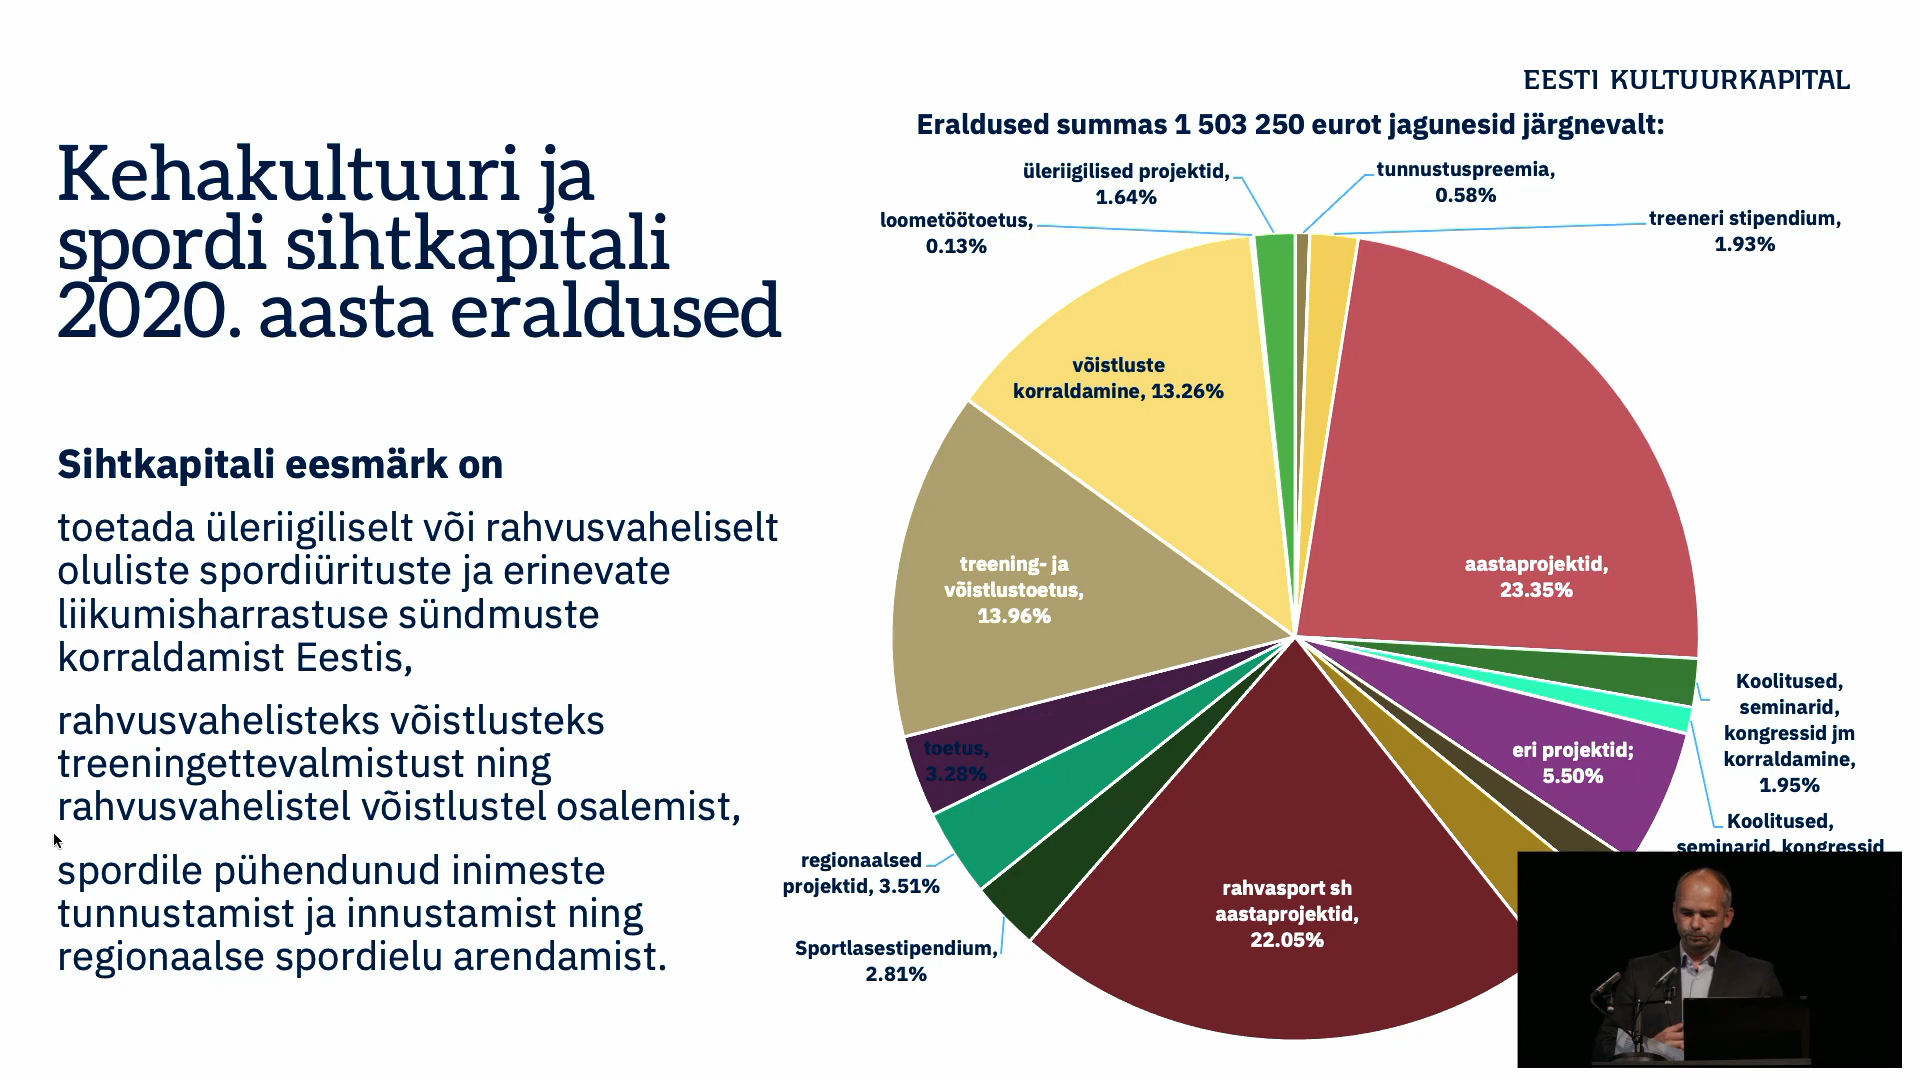 EESTI KULTUURKAPITAL
Kehakultuuri ja
spordi sihtkapitali
2020. aasta eraldused
Sihtkapitali eesmärk on
toetada üleriigiliselt või rahvusvaheliselt
oluliste spordiürituste ja erinevate
liikumisharrastuse sündmuste
korraldamist Eestis,
rahvusvahelisteks võistlusteks
treeningettevalmistust ning
rahvusvahelistel võistlustel osalemist,
spordile pühendunud inimeste
tunnustamist ja innustamist ning
regionaalse spordielu arendamist.
Eraldused summas 1 503 250 eurot jagunesid järgnevalt:
üleriigilised projektid,
1.64%
tunnustuspreemia,
0.58%
loometöötoetus,
0.13%
treeneri stipendium,
1.93%
võistluste
korraldamine, 13.26%
aastaprojektid,
23.35%
treening- ja
võistlustoetus,
13.96%
Koolitused,
seminarid,
kongressid jm
korraldamine,
1.95%
toetus,
3.28%
eri projektid;
5.50%
Koolitused,
seminarid, kongressid
regionaalsed
projektid, 3.51%
rahvasport sh
aastaprojektid,
22.05%
Sportlasestipendium,
2.81%